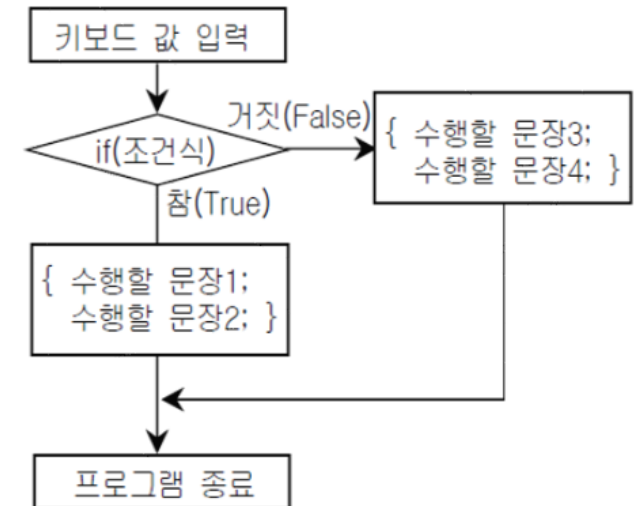 키보드 값 입력
if(조건식)
거짓(False)
{ 수행할 문장3;
수행할 문장4; }
참(True)
{ 수행할 문장1;
수행할 문장2; }
프로그램 종료